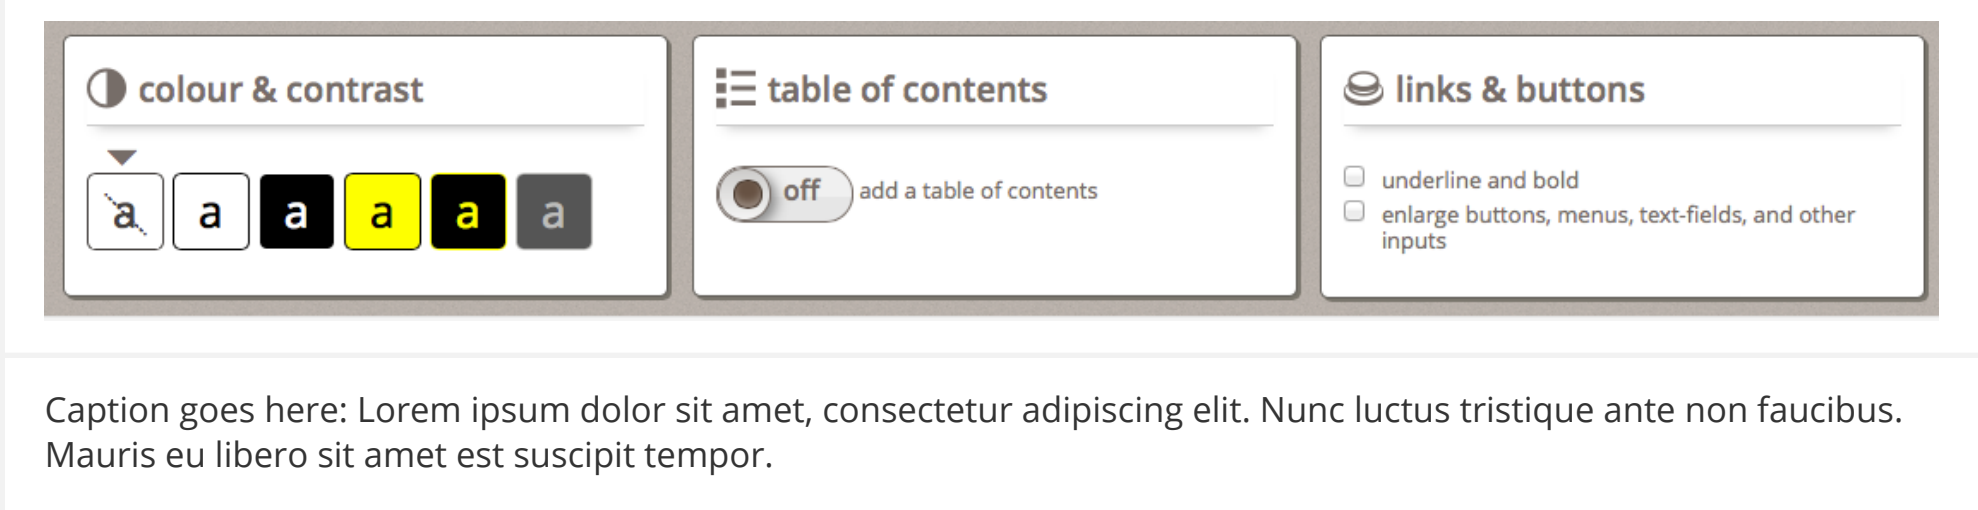 colour & contrast
a a a a a a
table of contents
off add a table of contents
links & buttons
underline and bold
enlarge buttons, menus, text-fields, and other
inputs
Caption goes here: Lorem ipsum dolor sit amet, consectetur adipiscing elit. Nunc luctus tristique ante non faucibus.
Mauris eu libero sit amet est suscipit tempor.